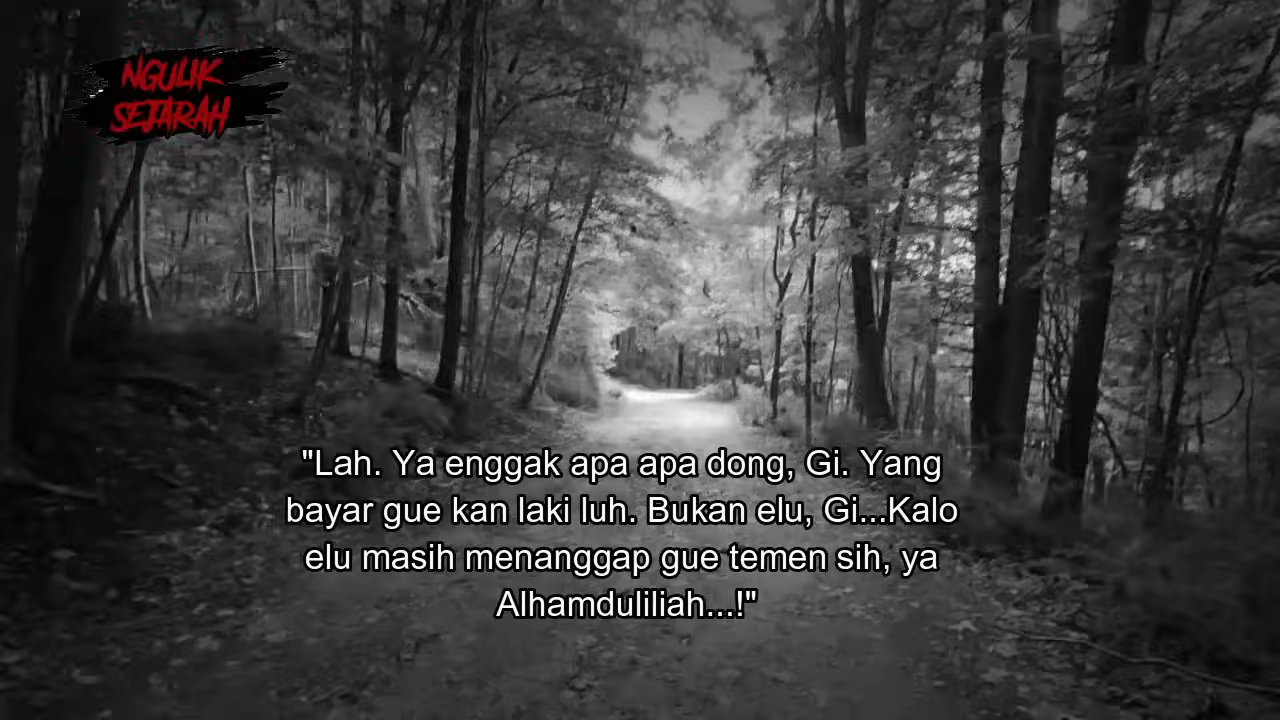 NGULIK
SEJARAH
"Lah. Ya enggak apa apa dong, Gi. Yang
bayar gue kan laki luh. Bukan elu, Gi...Kalo
elu masih menanggap gue temen sih, ya
Alhamduliliah...!"